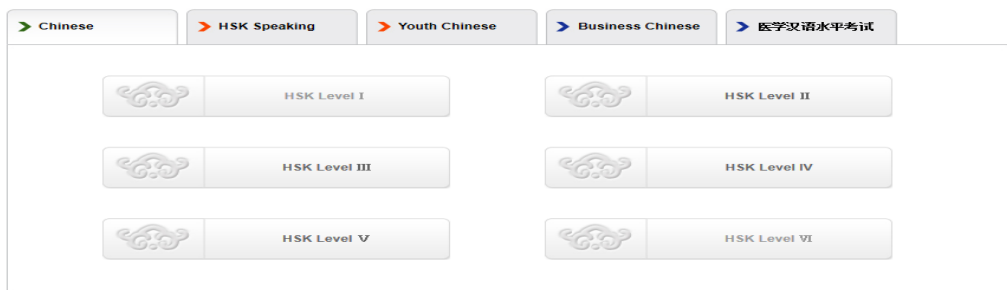 Chinese
HSK Speaking
Youth Chinese
Business Chinese
医学汉语水平考试
HSK Level I
HSK Level II
HSK Level III
HSK Level IV
HSK Level V
HSK Level VI